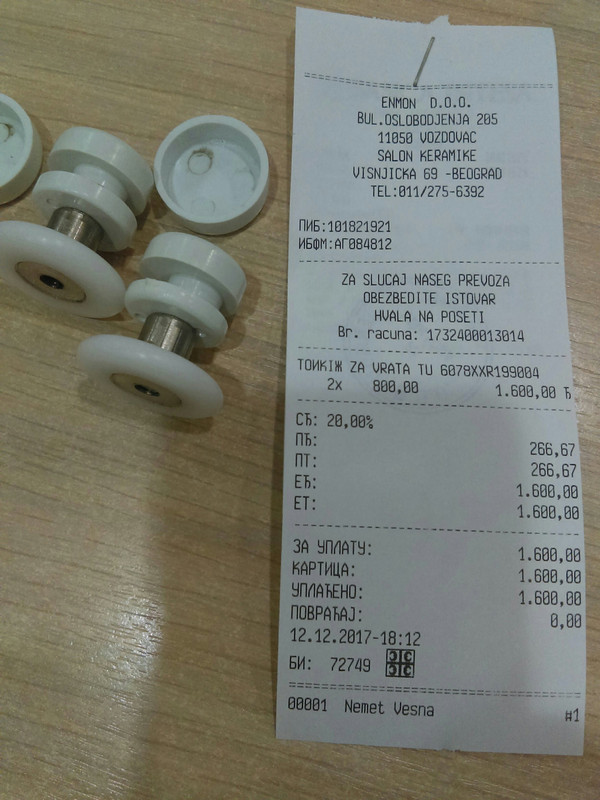 ENMON D.O.O.
BUL.OSLOBODJENJA 205
11050 VOZDOVAC
SALON KERAMIKE
VISNJICKA 69 -BEOGRAD
TEL:011/275-6392
ПИБ:101821921
ИБФМ:АГ084812
ZA SLUCAJ NASEG PREVOZA
OBEZBEDITE ISTOVAR
HVALA NA POSETI
Br. racuna: 1732400013014
ТОИКІЖ ZA VRATA TU 6078XXR199004
2x 800,00 1.600,00 Ђ
СЂ: 20,00%
ПЂ: 266,67
ПТ: 266,67
ЕЂ: 1.600,00
ЕТ: 1.600,00
ЗА УПЛАТУ: 1.600,00
КАРТИЦА: 1.600,00
УПЛАЋЕНО: 1.600,00
ПОВРАЋАЈ: 0,00
12.12.2017-18:12
БИ: 72749
00001 Nemet Vesna #1